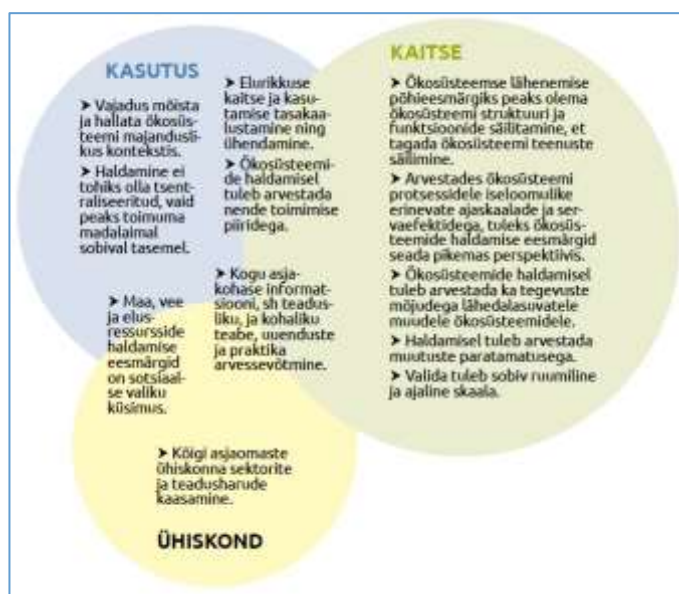 KASUTUS
➤ Vajadus mõista
ja hallata ökosüs-
teemi majandusli-
kus kontekstis.
➤ Haldamine ei
tohiks olla tsent-
raliseeritud, vaid
peaks toimuma
madalaimal
sobival tasemel.
➤ Elurikkuse
kaitse ja kasu-
tamise tasakaa-
lustamine ning
ühendamine.
➤ Ökosüsteemi-
de haldamisel
tuleb arvestada
nende toimimise
piiridega.
KAITSE
➤ Ökosüsteemse lähenemise
põhieesmärgiks peaks olema
ökosüsteemi struktuuri ja
funktsioonide säilitamine, et
tagada ökosüsteemi teenuste
säilimine.
➤ Arvestades ökosüsteemi
protsessidele iseloomulike
erinevate ajaskaalade ja ser-
vaefektidega, tuleks ökosüs-
teemide haldamise eesmärgid
seada pikemas perspektiivis.
➤ Ökosüsteemide haldamisel
tuleb arvestada ka tegevuste
mõjudega lähedalasuvatele
muudele ökosüsteemidele.
➤ Haldamisel tuleb arvestada
muutuste paratamatusega.
➤ Valida tuleb sobiv ruumiline
ja ajaline skaala.
➤ Maa, vee
ja elus-
ressursside
haldamise
eesmärgid
on sotsiaal-
se valiku
küsimus.
➤ Kogu asja-
kohase informat-
siooni, sh teadus-
liku, ja kohaliku
teabe, uuenduste
ja praktika
arvessevõtmine.
➤ Kõigi asjaomaste
ühiskonna sektorite
ja teadusharude
kaasamine.
ÜHISKOND